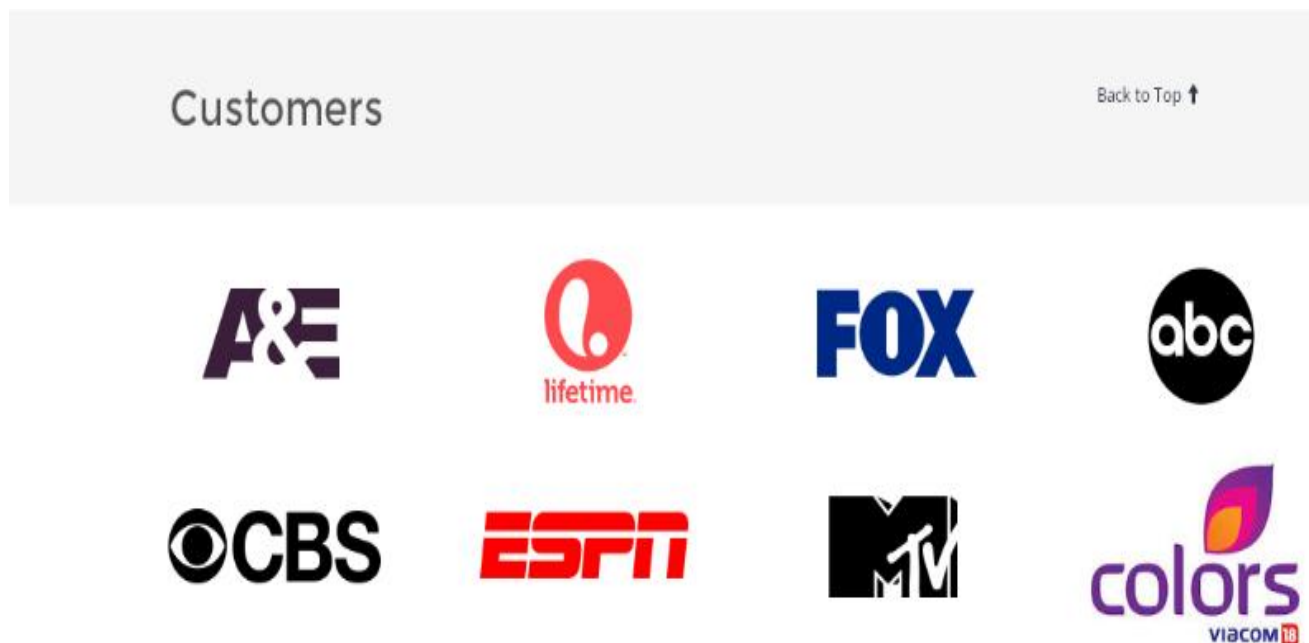 Customers
Back to Top
A&E
lifetime
FOX
abc
CBS
ESPN
MTV
colors
VIACOM 18